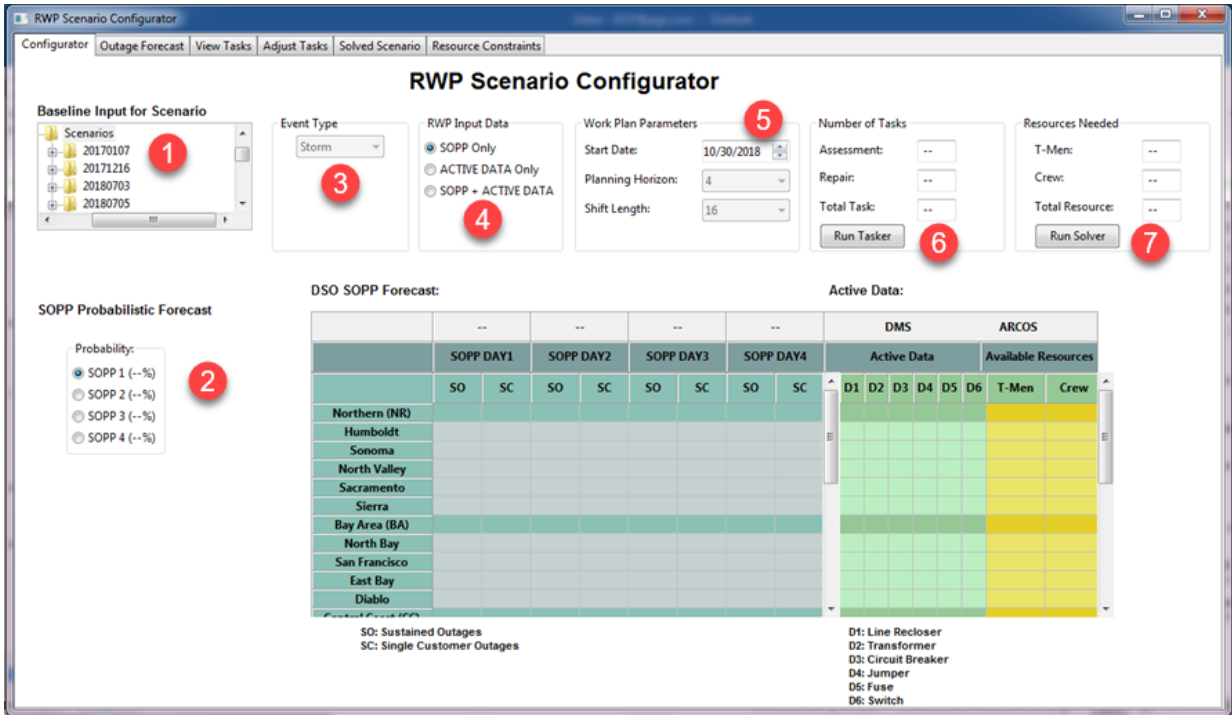 RWP Scenario Configurator
Configurator Outage Forecast View Tasks Adjust Tasks Solved Scenario Resource Constraints
RWP Scenario Configurator
Baseline Input for Scenario
Scenarios
20170107
20171216
20180703
20180705
1
Event Type
Storm
3
RWP Input Data
SOPP Only
ACTIVE DATA Only
SOPP + ACTIVE DATA
4
Work Plan Parameters
5
Start Date: 10/30/2018
Planning Horizon: 4
Shift Length: 16
Number of Tasks
Assessment: --
Repair: --
Total Task: --
Run Tasker
6
Resources Needed
T-Men: --
Crew: --
Total Resource: --
Run Solver
7
SOPP Probabilistic Forecast
Probability:
SOPP 1 (--%)
SOPP 2 (--%)
SOPP 3 (--%)
SOPP 4 (--%)
2
DSO SOPP Forecast: Active Data:
-- -- -- -- DMS ARCOS
SOPP DAY1 SOPP DAY2 SOPP DAY3 SOPP DAY4 Active Data Available Resources
SO SC SO SC SO SC SO SC D1 D2 D3 D4 D5 D6 T-Men Crew
Northern (NR)
Humboldt
Sonoma
North Valley
Sacramento
Sierra
Bay Area (BA)
North Bay
San Francisco
East Bay
Diablo
SO: Sustained Outages
SC: Single Customer Outages
D1: Line Recloser
D2: Transformer
D3: Circuit Breaker
D4: Jumper
D5: Fuse
D6: Switch